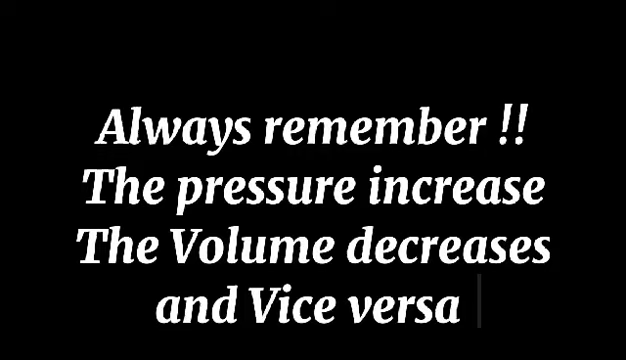 Always remember !!
The pressure increase
The Volume decreases
and Vice versa